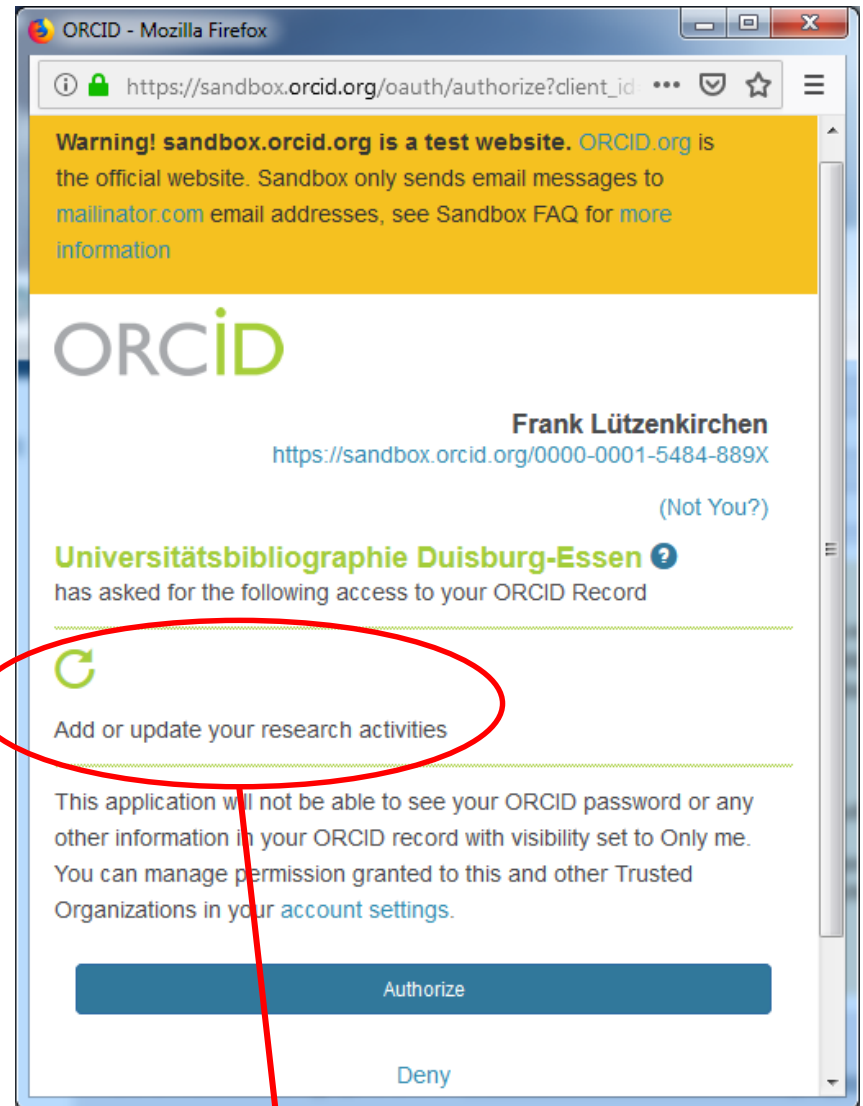 ORCID - Mozilla Firefox
https://sandbox.orcid.org/oauth/authorize?client_id
Warning! sandbox.orcid.org is a test website. ORCID.org is
the official website. Sandbox only sends email messages to
mailinator.com email addresses, see Sandbox FAQ for more
information
ORCiD
Frank Lützenkirchen
https://sandbox.orcid.org/0000-0001-5484-889X
(Not You?)
Universitätsbibliographie Duisburg-Essen ?
has asked for the following access to your ORCID Record
Add or update your research activities
This application will not be able to see your ORCID password or any
other information in your ORCID record with visibility set to Only me.
You can manage permission granted to this and other Trusted
Organizations in your account settings.
Authorize
Deny